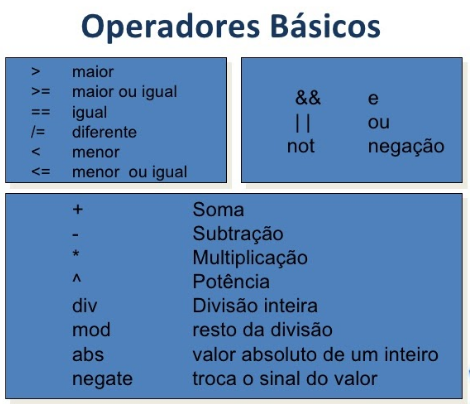 Operadores Básicos
> maior
>= maior ou igual
== igual
/= diferente
< menor
<= menor ou igual
&& e
|| ou
not negação
+ Soma
- Subtração
* Multiplicação
^ Potência
div Divisão inteira
mod resto da divisão
abs valor absoluto de um inteiro
negate troca o sinal do valor